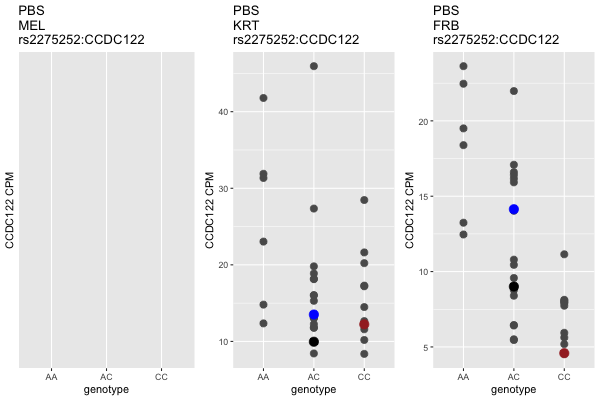 PBS
MEL
rs2275252:CCDC122
CCDC122 CPM
AA AC CC
genotype
PBS
KRT
rs2275252:CCDC122
CCDC122 CPM
40
30
20
10
AA AC CC
genotype
PBS
FRB
rs2275252:CCDC122
CCDC122 CPM
20
15
10
5
AA AC CC
genotype